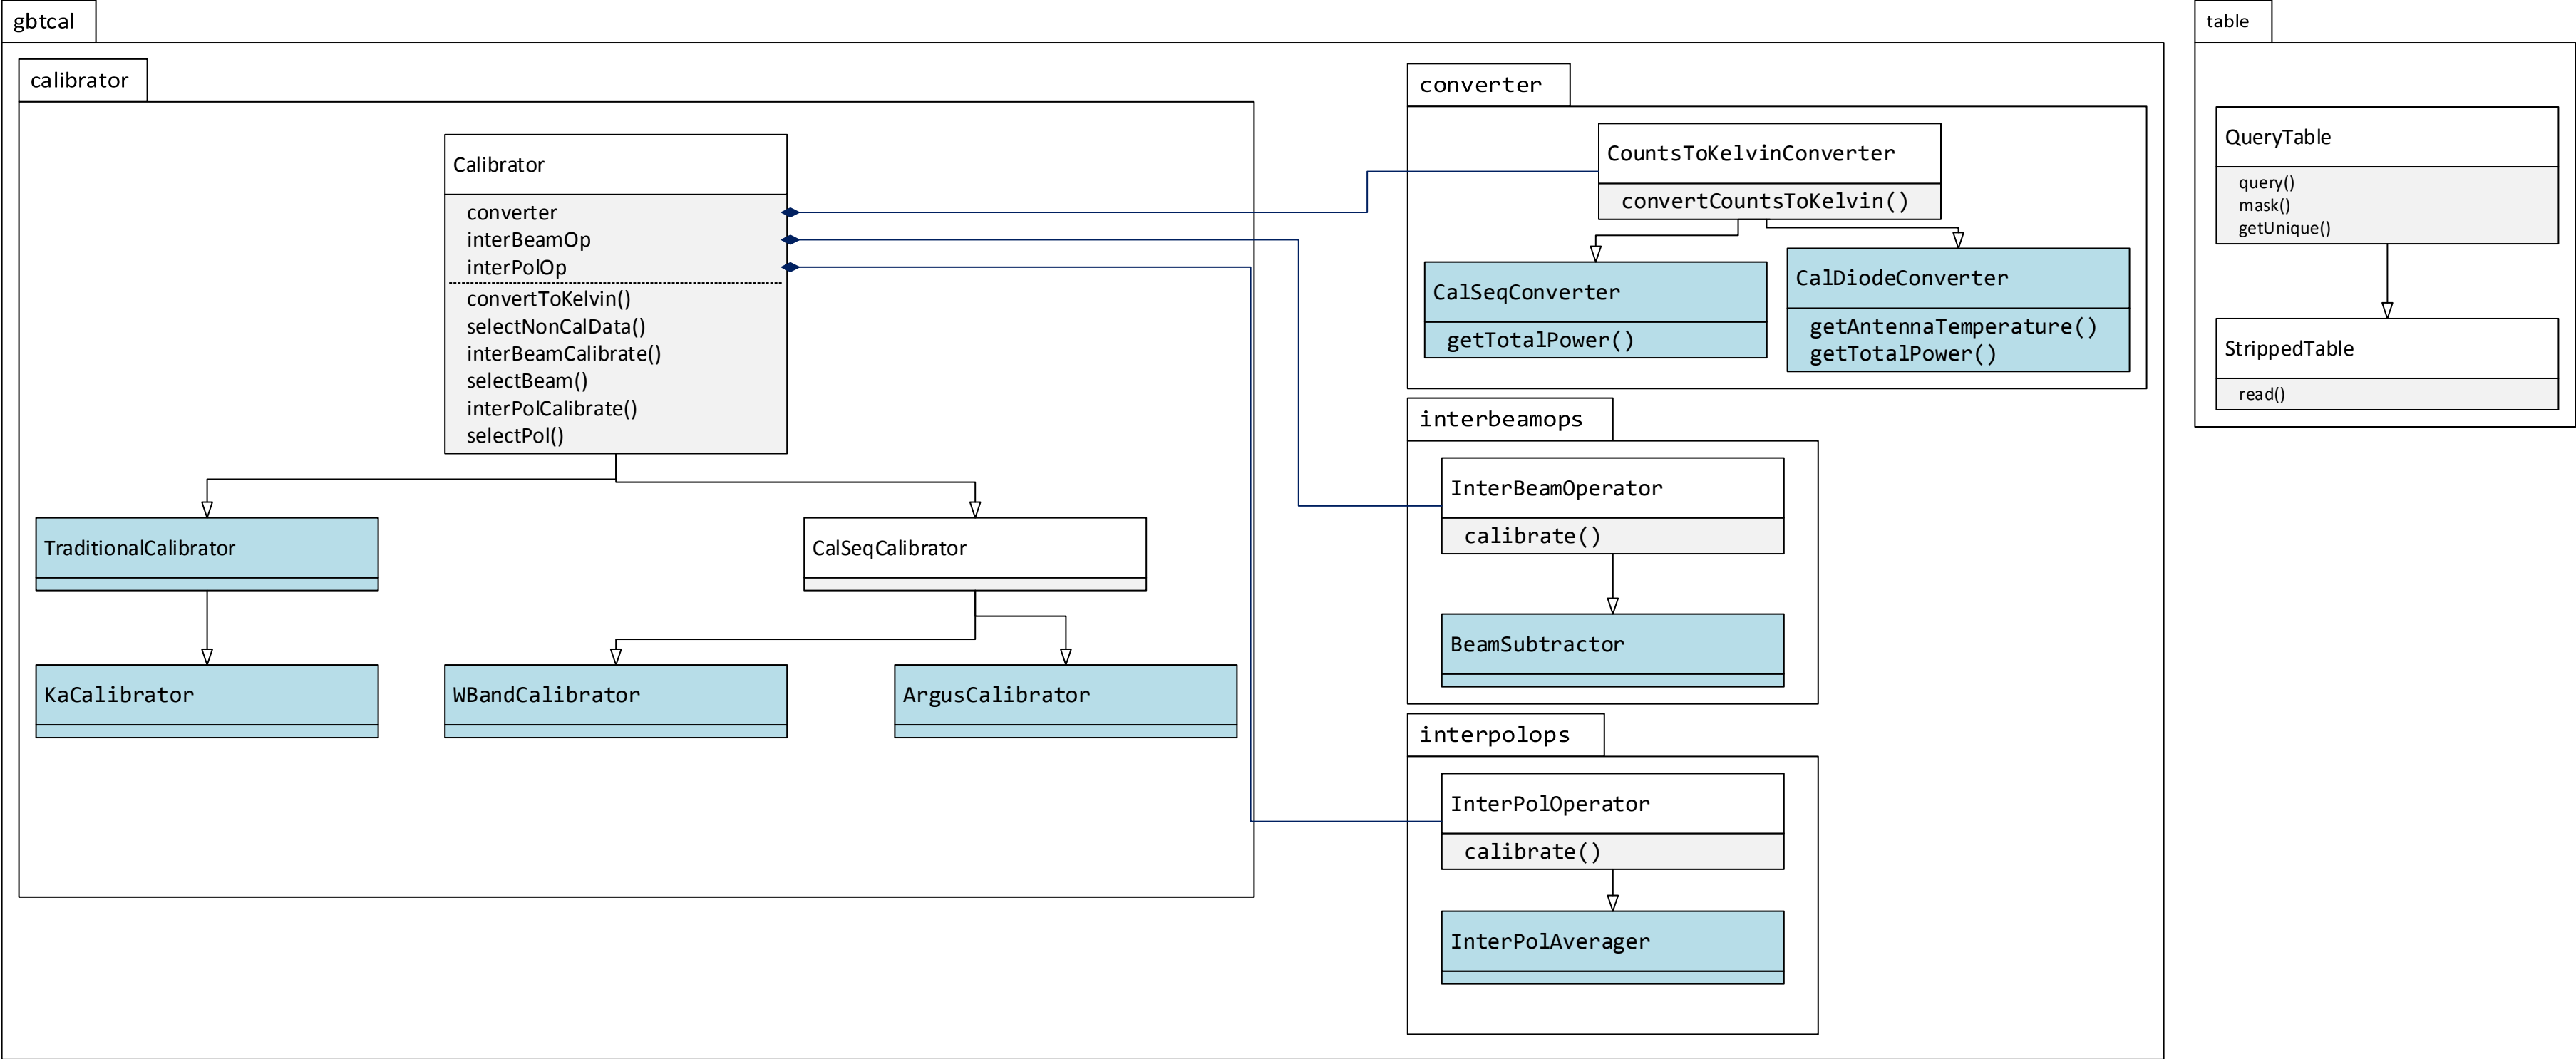 gbtcal
calibrator
Calibrator
converter
interBeamOp
interPolOp
convertToKelvin()
selectNonCalData()
interBeamCalibrate()
selectBeam()
interPolCalibrate()
selectPol()
TraditionalCalibrator
CalSeqCalibrator
KaCalibrator
WBandCalibrator
ArgusCalibrator
converter
CountsToKelvinConverter
convertCountsToKelvin()
CalSeqConverter
getTotalPower()
CalDiodeConverter
getAntennaTemperature()
getTotalPower()
interbeamops
InterBeamOperator
calibrate()
BeamSubtractor
interpolops
InterPolOperator
calibrate()
InterPolAverager
table
QueryTable
query()
mask()
getUnique()
StrippedTable
read()